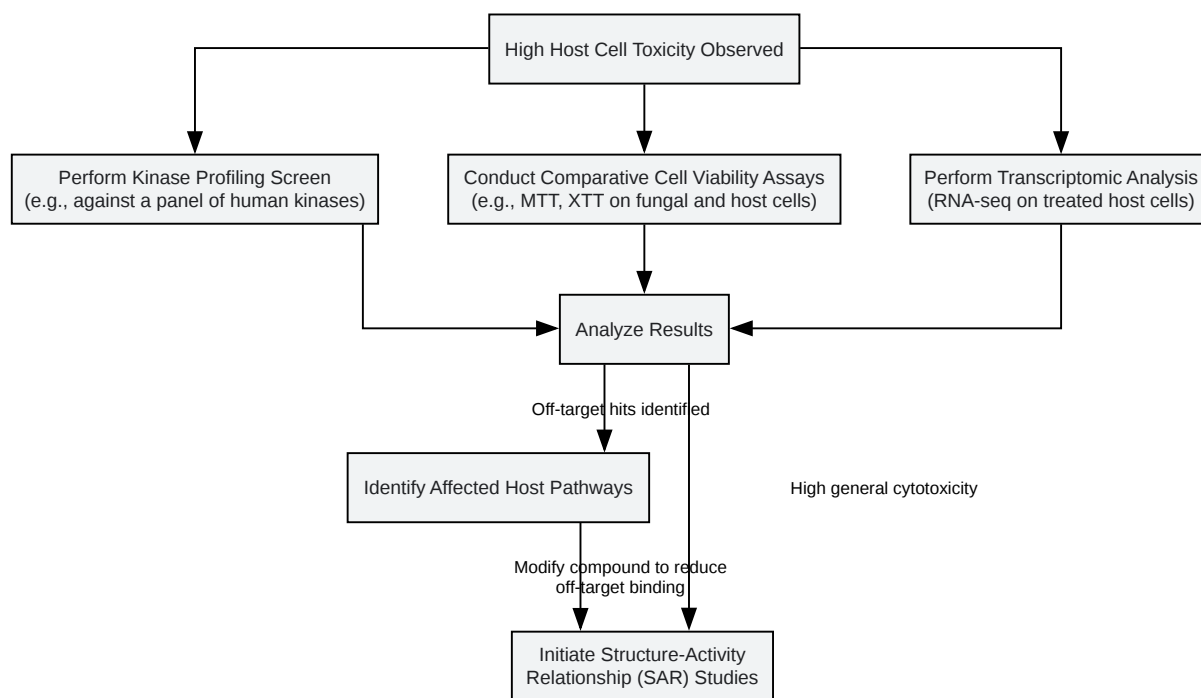 High Host Cell Toxicity Observed
Perform Kinase Profiling Screen
(e.g., against a panel of human kinases)
Conduct Comparative Cell Viability Assays
(e.g., MTT, XTT on fungal and host cells)
Perform Transcriptomic Analysis
(RNA-seq on treated host cells)
Analyze Results
Off-target hits identified
Identify Affected Host Pathways
High general cytotoxicity
Modify compound to reduce
off-target binding
Initiate Structure-Activity
Relationship (SAR) Studies